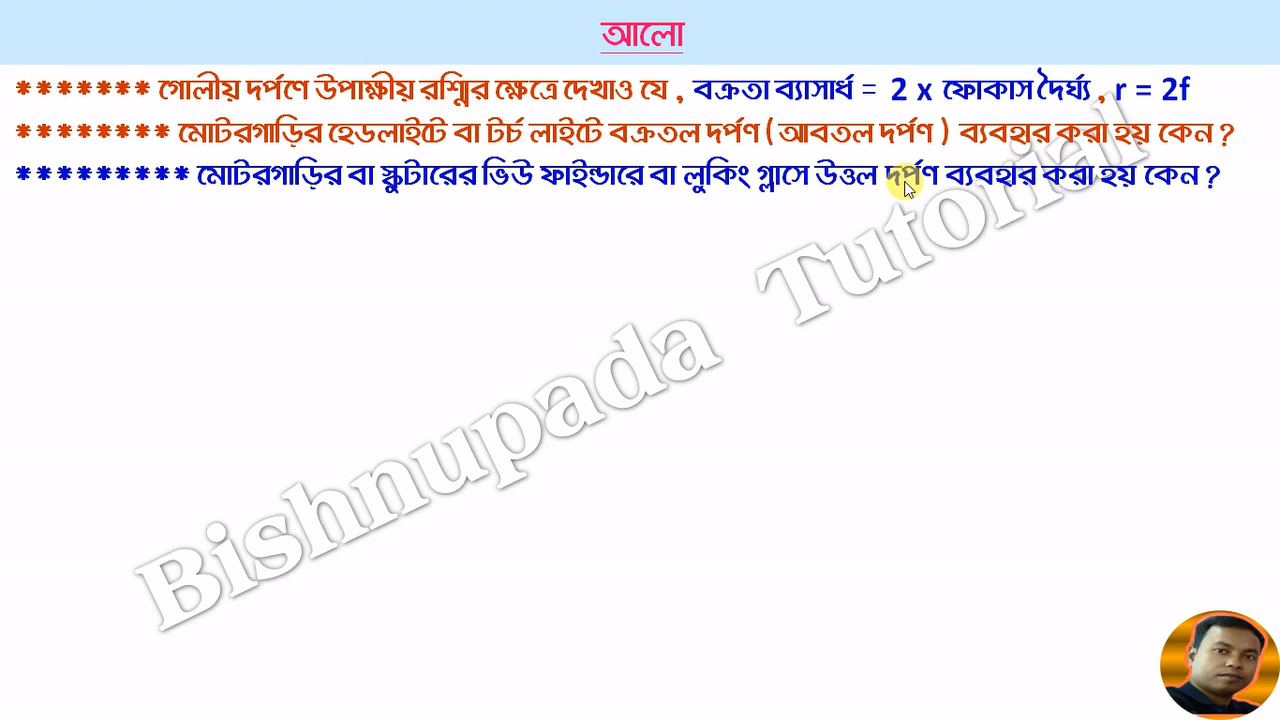 আলো
******* গোলীয় দর্পণে উপাক্ষীয় রশ্মির ক্ষেত্রে দেখাও যে , বক্রতা ব্যাসার্ধ = 2 x ফোকাস দৈর্ঘ্য , r = 2f
******** মোটরগাড়ির হেডলাইটে বা টর্চ লাইটে বক্রতল দর্পণ ( আবতল দর্পণ ) ব্যবহার করা হয় কেন ?
********* মোটরগাড়ির বা স্কুটারের ভিউ ফাইন্ডারে বা লুকিং গ্লাসে উত্তল দর্পণ ব্যবহার করা হয় কেন ?
Bishnupada Tutorial